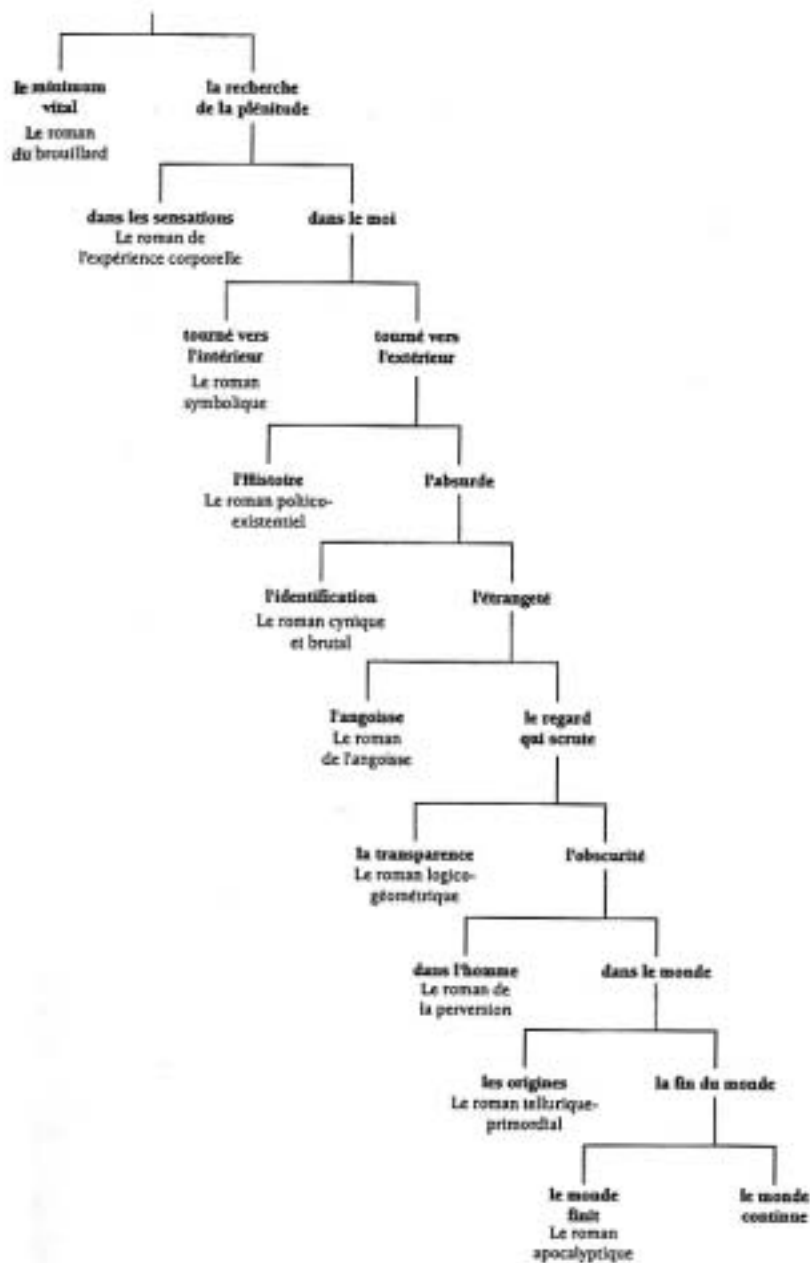 le minimum
vital
Le roman
du brouillard
la recherche
de la plénitude
dans les sensations
Le roman de
l'expérience corporelle
dans le moi
tourné vers
l'intérieur
Le roman
symbolique
tourné vers
l'extérieur
l'Histoire
Le roman poltico-
existentiel
l'absurde
l'identification
Le roman cynique
et brutal
l'étrangeté
l'angoisse
Le roman
de l'angoisse
le regard
qui scrute
la transparence
Le roman logico-
géométrique
l'obscurité
dans l'homme
Le roman de
la perversion
dans le monde
les origines
Le roman tellurique-
primordial
la fin du monde
le monde
finit
Le roman
apocalyptique
le monde
continue